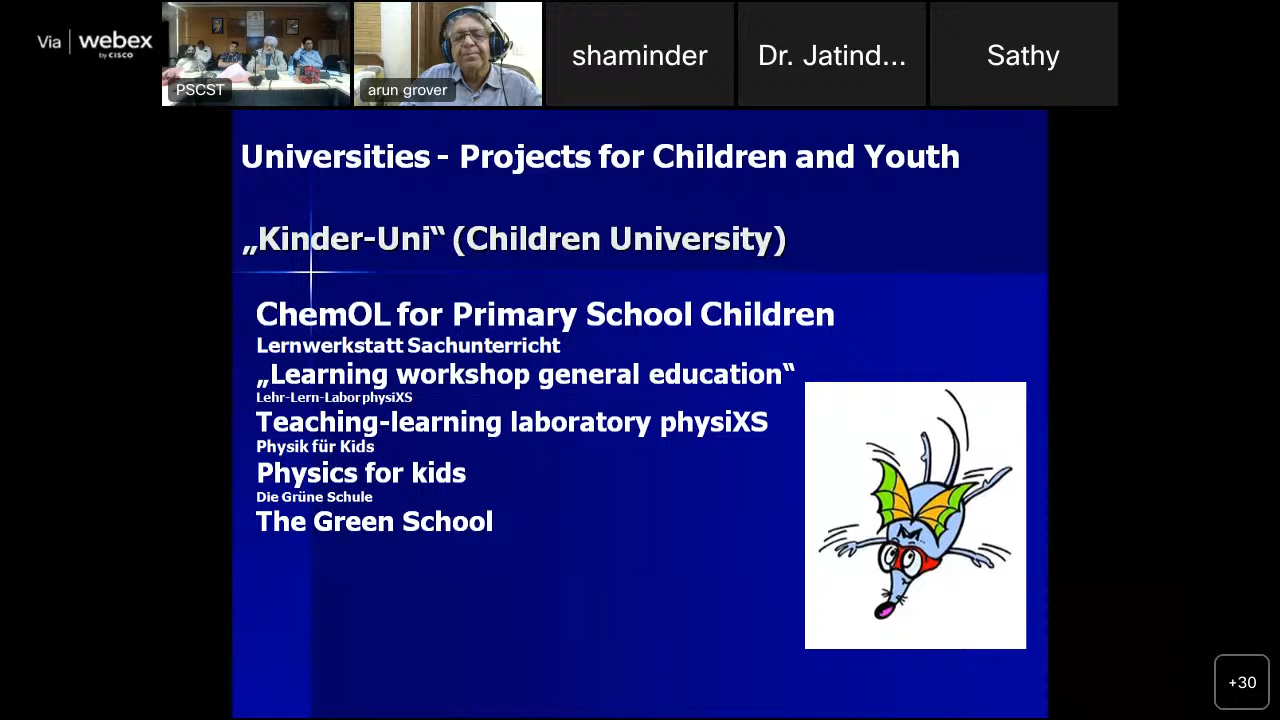 Via
webex
by CISCO
PSCST
arun grover
shaminder
Dr. Jatind...
Sathy
Universities - Projects for Children and Youth
„Kinder-Uni“ (Children University)
ChemOL for Primary School Children
Lernwerkstatt Sachunterricht
„Learning workshop general education“
Lehr-Lern-Labor physiXS
Teaching-learning laboratory physiXS
Physik für Kids
Physics for kids
Die Grüne Schule
The Green School
+30